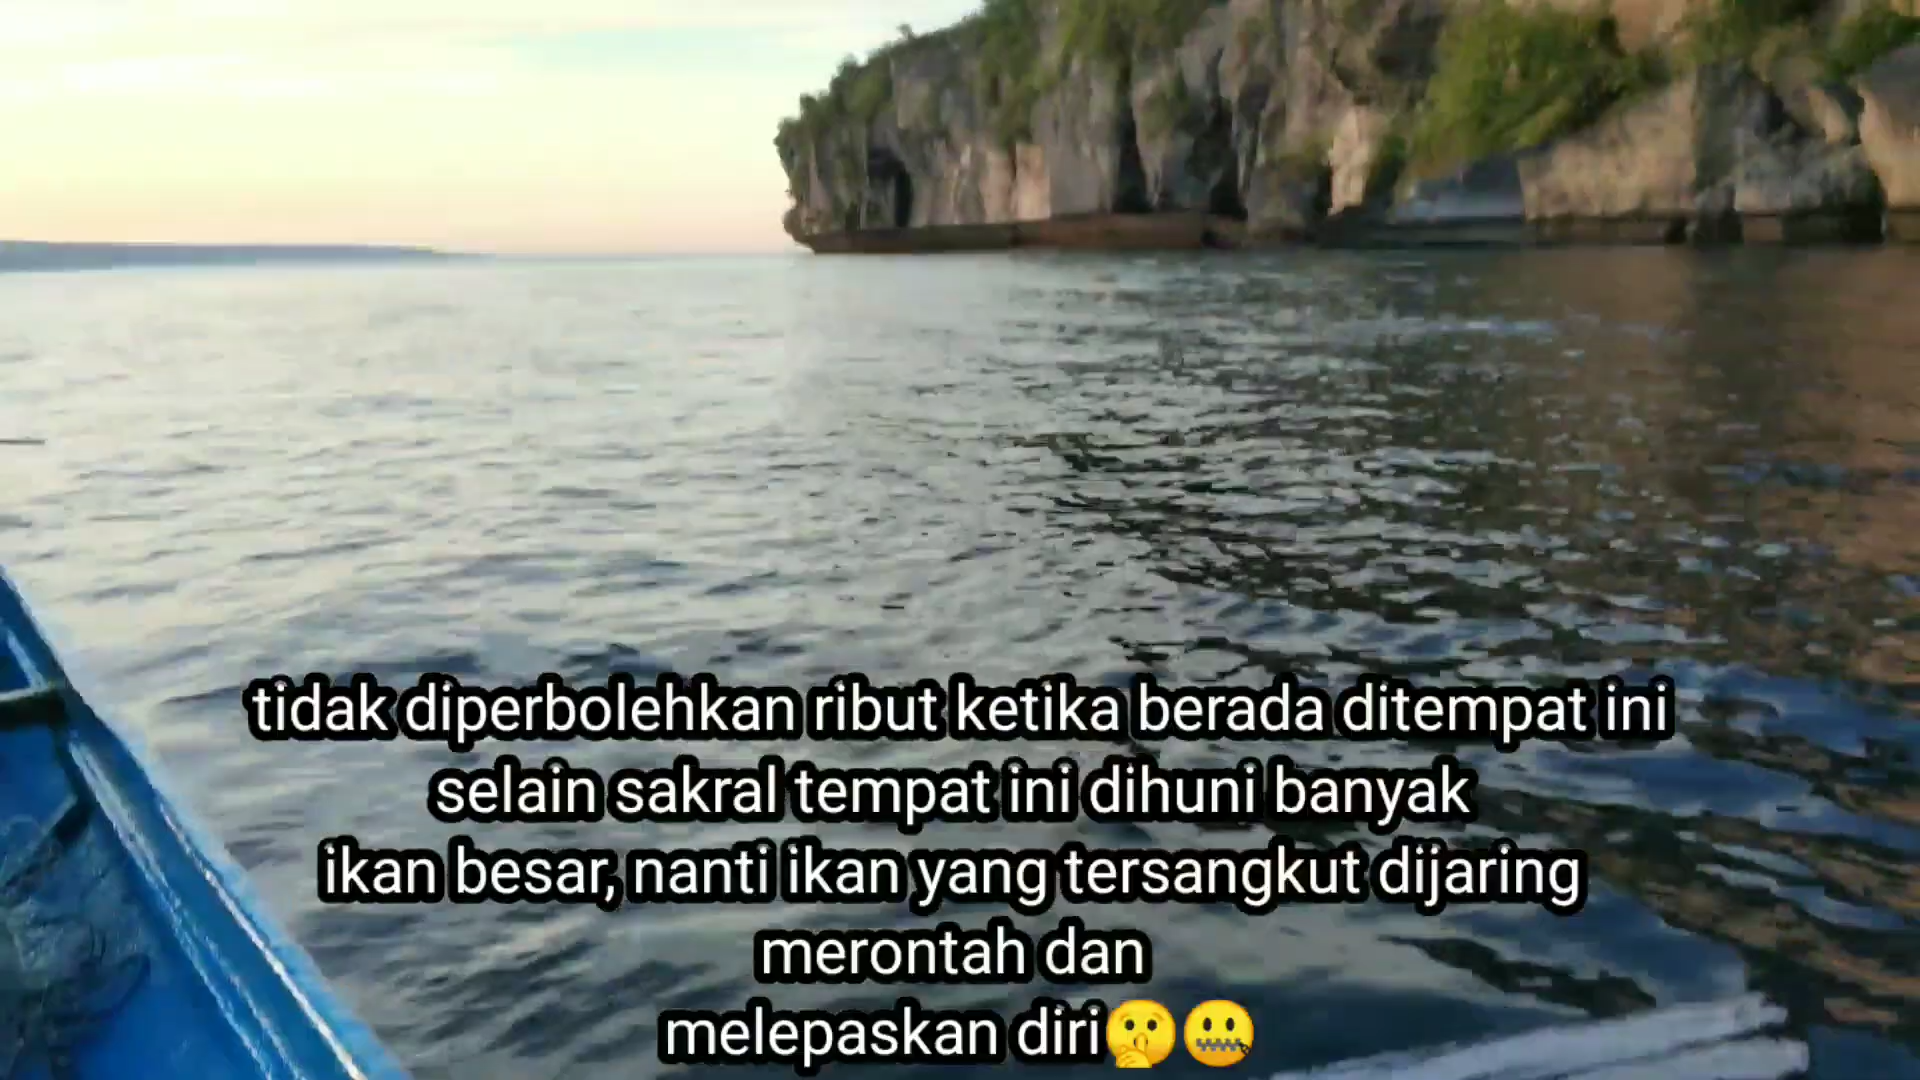 tidak diperbolehkan ribut ketika berada ditempat ini
selain sakral tempat ini dihuni banyak
ikan besar, nanti ikan yang tersangkut dijaring
merontah dan
melepaskan diri🤫🤐